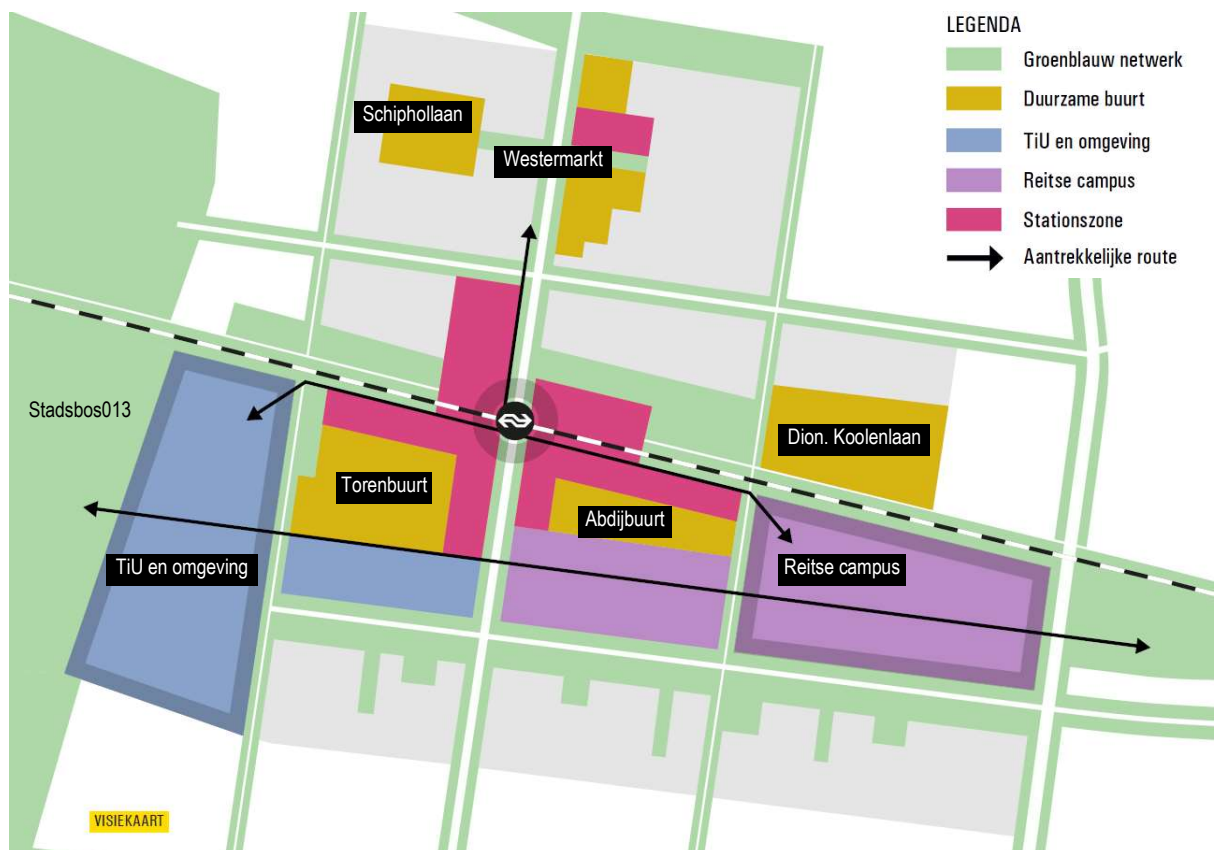 LEGENDA
Groenblauw netwerk
Duurzame buurt
TiU en omgeving
Reitse campus
Stationszone
Aantrekkelijke route
Schiphollaan
Westermarkt
Stadsbos013
Dion. Koolenlaan
Torenbuurt
Abdijbuurt
TiU en omgeving
Reitse campus
VISIEKAART